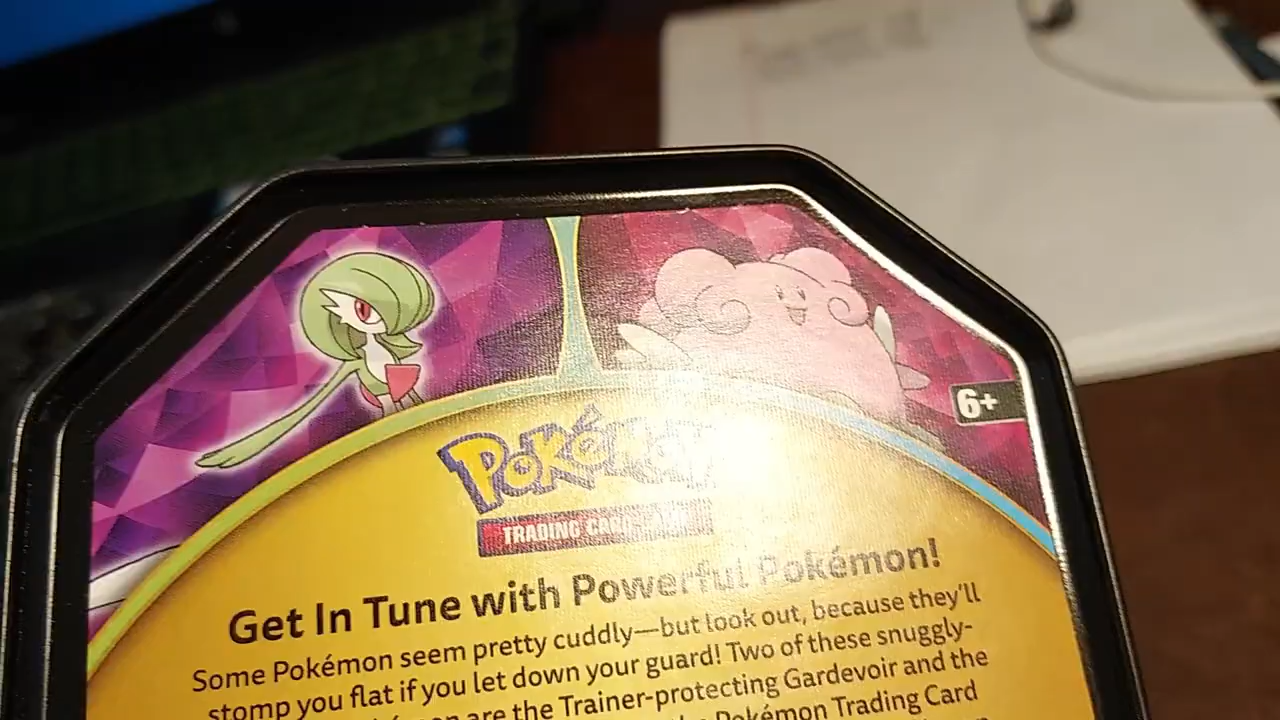 6+
Pokémon
TRADING CARD GAME
Get In Tune with Powerful Pokémon!
Some Pokémon seem pretty cuddly—but look out, because they'll
stomp you flat if you let down your guard! Two of these snuggly-
are the Trainer-protecting Gardevoir and the
Pokémon Trading Card